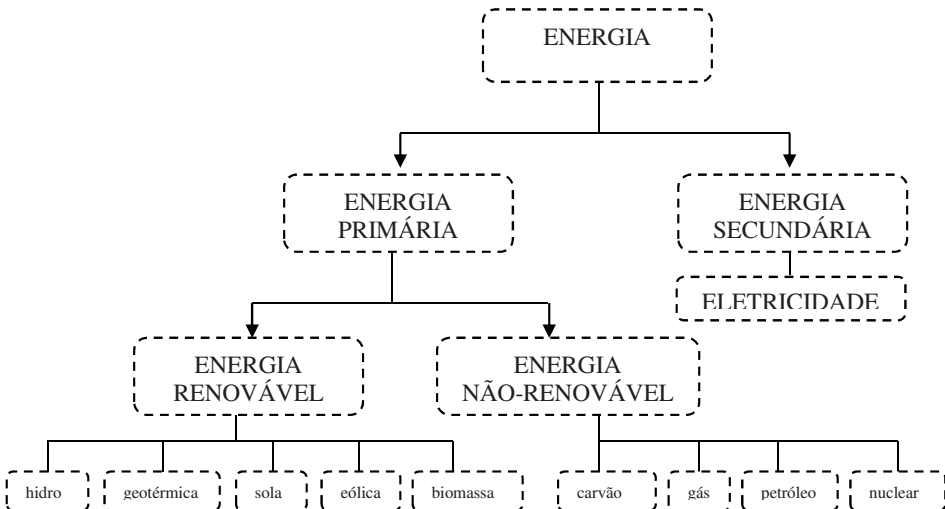 ENERGIA
ENERGIA
PRIMÁRIA
ENERGIA
SECUNDÁRIA
ELETRICIDADE
ENERGIA
RENOVÁVEL
ENERGIA
NÃO-RENOVÁVEL
hidro
geotérmica
sola
eólica
biomassa
carvão
gás
petróleo
nuclear